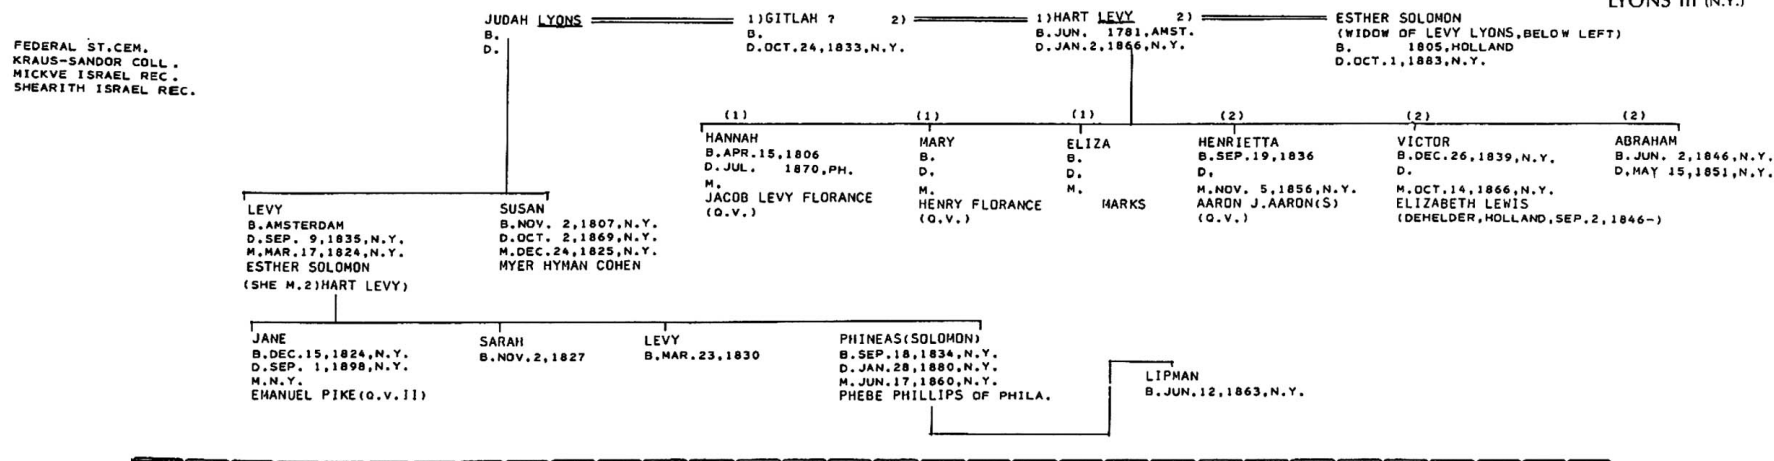 LYONS III (N.Y.)
JUDAH LYONS
B.
D.
1)GITLAH ? 2)
B.
D.OCT.24,1833,N.Y.
1)HART LEVY 2)
B.JUN. 1781,AMST.
D.JAN.2,1866,N.Y.
ESTHER SOLOMON
(WIDOW OF LEVY LYONS,BELOW LEFT)
B. 1805,HOLLAND
D.OCT.1,1883,N.Y.
FEDERAL ST.CEM.
KRAUS-SANDOR COLL.
MICKVE ISRAEL REC.
SHEARITH ISRAEL REC.
(1)
HANNAH
B.APR.15,1806
D.JUL. 1870,PH.
M.
JACOB LEVY FLORANCE
(Q.V.)
(1)
MARY
B.
D.
M.
HENRY FLORANCE
(Q.V.)
(1)
ELIZA
B.
D.
M.
MARKS
(2)
HENRIETTA
B.SEP.19,1836
D.
M.NOV. 5,1856,N.Y.
AARON J.AARON(S)
(Q.V.)
(2)
VICTOR
B.DEC.26,1839,N.Y.
D.
M.OCT.14,1866,N.Y.
ELIZABETH LEWIS
(DEHELDER,HOLLAND,SEP.2,1846-)
(2)
ABRAHAM
B.JUN. 2,1846,N.Y.
D.MAY 15,1851,N.Y.
LEVY
B.AMSTERDAM
D.SEP. 9,1835,N.Y.
M.MAR.17,1824,N.Y.
ESTHER SOLOMON
(SHE M.2)HART LEVY)
SUSAN
B.NOV. 2,1807,N.Y.
D.OCT. 2,1869,N.Y.
M.DEC.24,1825,N.Y.
MYER HYMAN COHEN
JANE
B.DEC.15,1824,N.Y.
D.SEP. 1,1898,N.Y.
M.N.Y.
EMANUEL PIKE(Q.V.II)
SARAH
B.NOV.2,1827
LEVY
B.MAR.23,1830
PHINEAS(SOLOMON)
B.SEP.18,1834,N.Y.
D.JAN.28,1880,N.Y.
M.JUN.17,1860,N.Y.
PHEBE PHILLIPS OF PHILA.
LIPMAN
B.JUN.12,1863,N.Y.